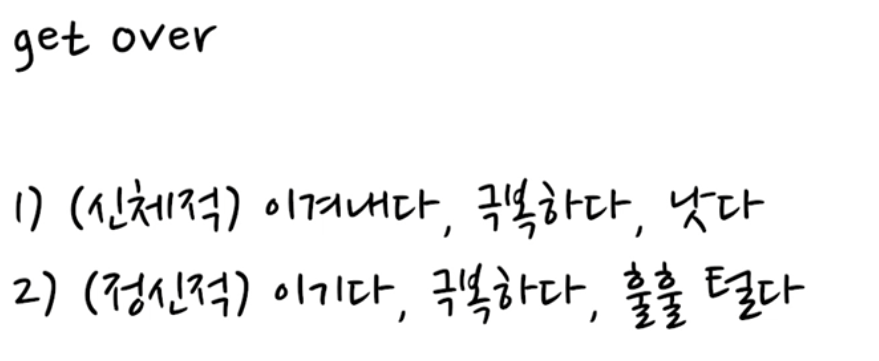 get over
1) (신체적) 이겨내다, 극복하다, 낫다
2) (정신적) 이기다, 극복하다, 훌훌 털다